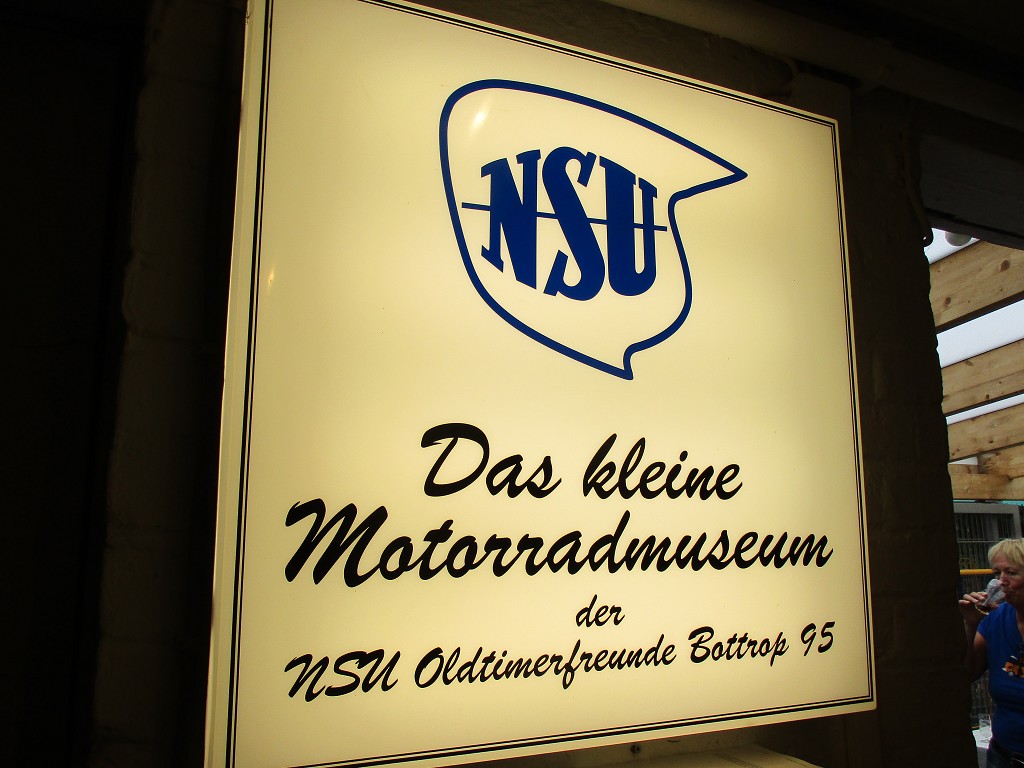 NSU
Das kleine
Motorradmuseum
der
NSU Oldtimerfreunde Bottrop 95